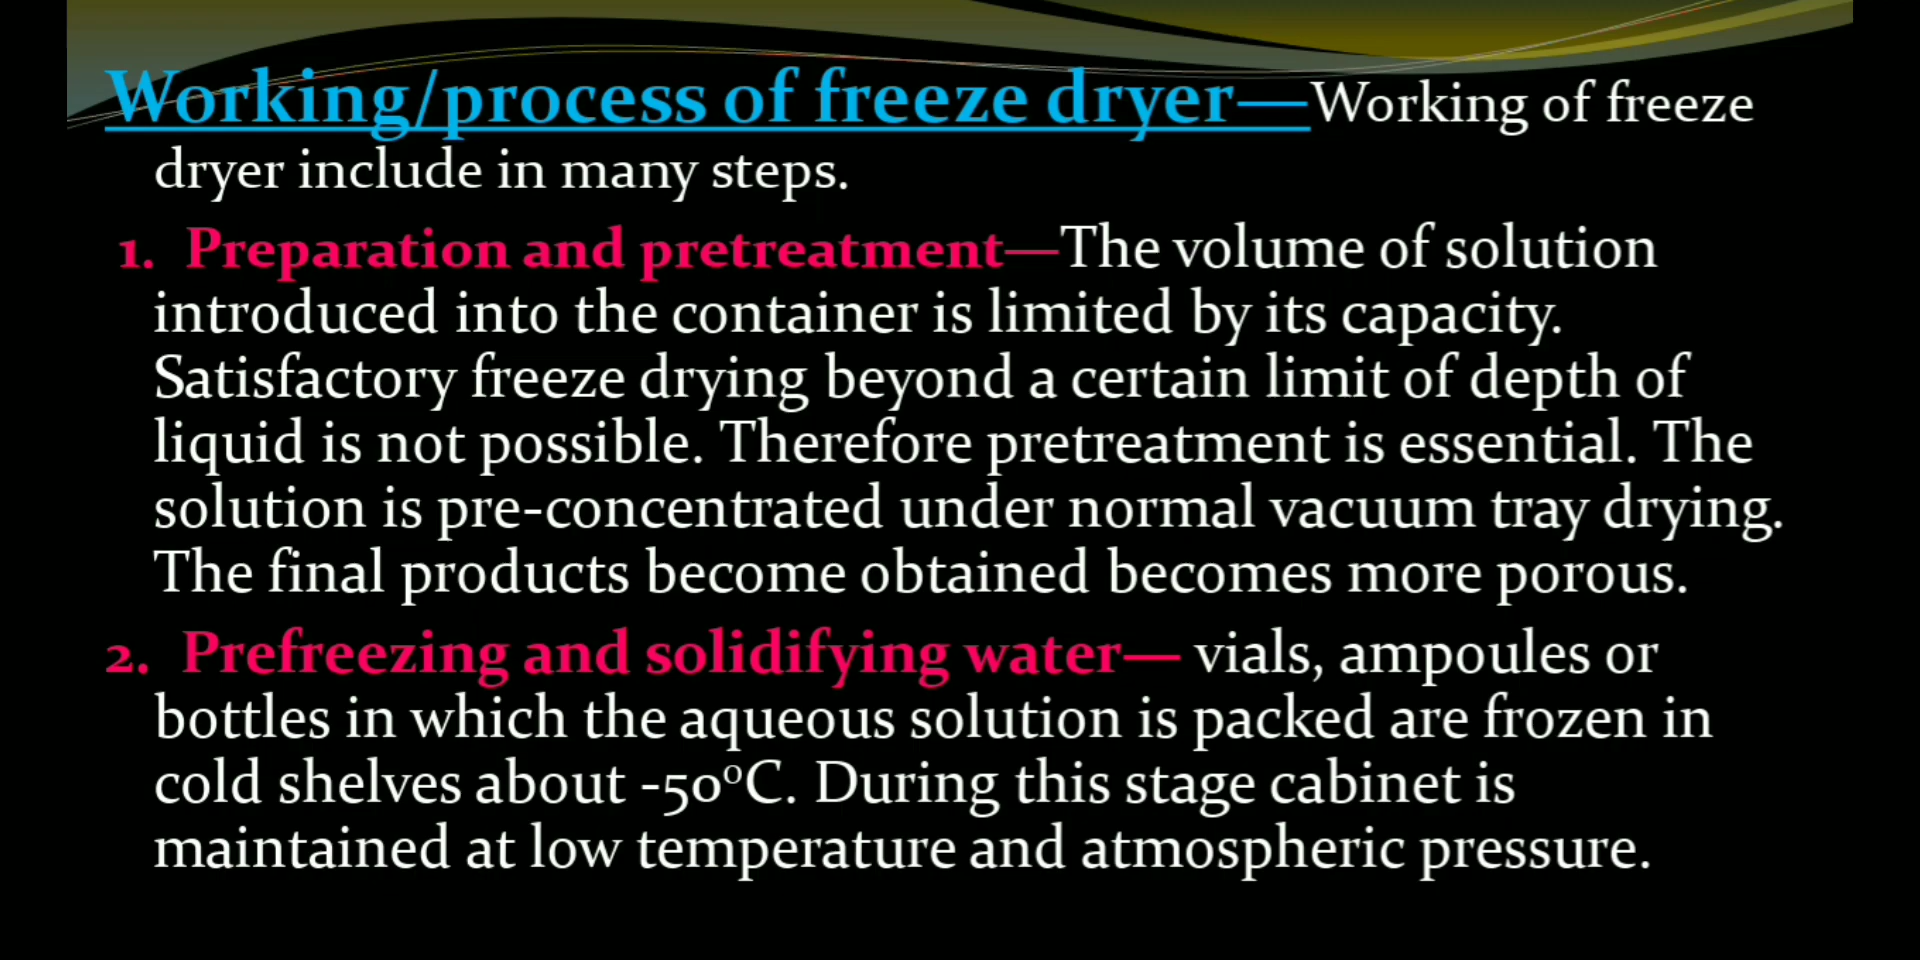 Working/process of freeze dryer—Working of freeze
dryer include in many steps.
1. Preparation and pretreatment—The volume of solution
introduced into the container is limited by its capacity.
Satisfactory freeze drying beyond a certain limit of depth of
liquid is not possible. Therefore pretreatment is essential. The
solution is pre-concentrated under normal vacuum tray drying.
The final products become obtained becomes more porous.
2. Prefreezing and solidifying water— vials, ampoules or
bottles in which the aqueous solution is packed are frozen in
cold shelves about -50⁰C. During this stage cabinet is
maintained at low temperature and atmospheric pressure.